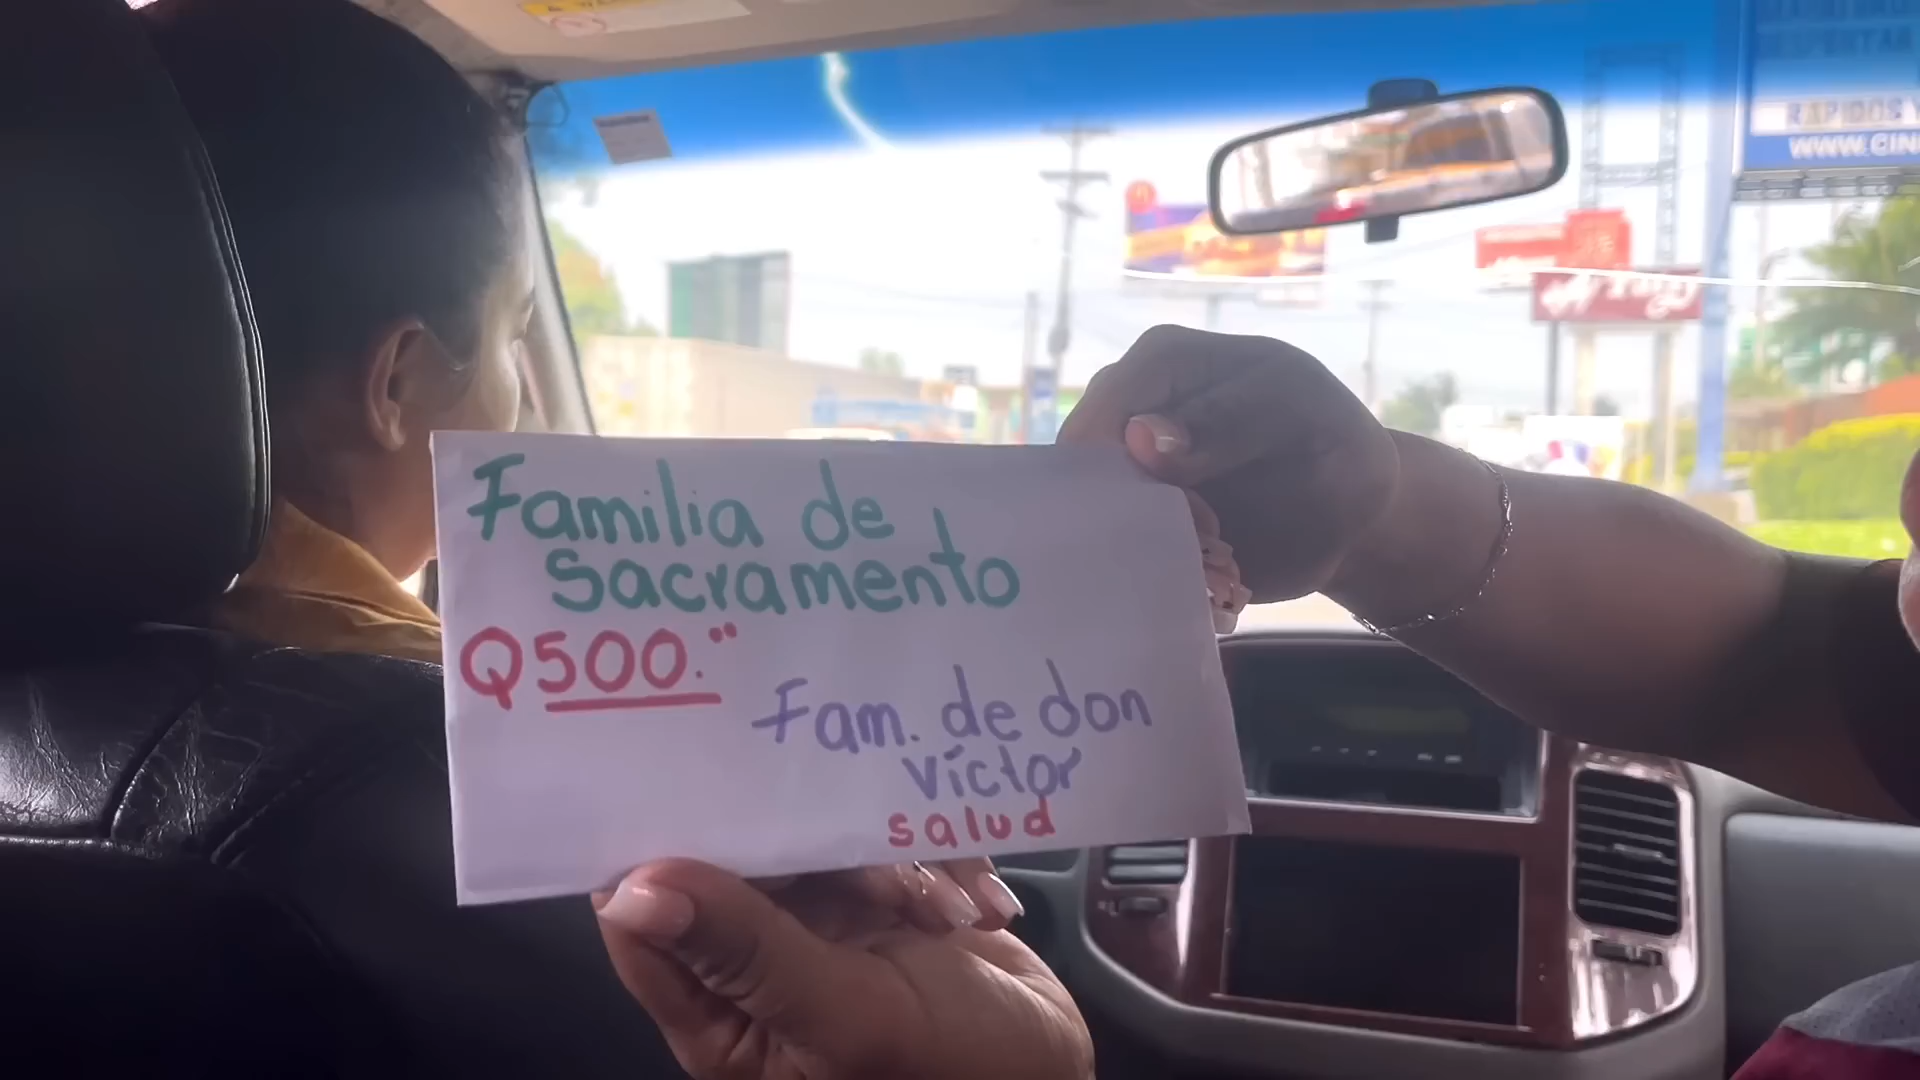 Familia de
Sacramento
Q500.°°
Fam. de don
víctor
salud
RAPIDOS Y
WWW.CIN